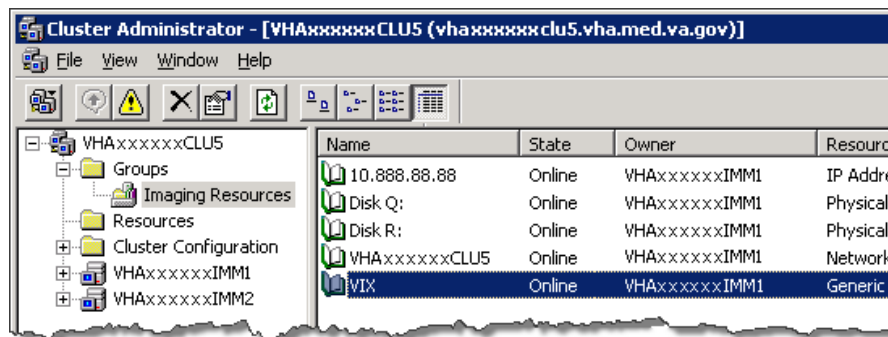 Cluster Administrator - [VHAxxxxxxCLU5 (vhaxxxxxxclu5.vha.med.va.gov)]
File View Window Help
VHAxxxxxxCLU5
Groups
Imaging Resources
Resources
Cluster Configuration
VHAxxxxxxIMM1
VHAxxxxxxIMM2
Name State Owner Resourc
10.888.88.88 Online VHAxxxxxxIMM1 IP Addre
Disk Q: Online VHAxxxxxxIMM1 Physical
Disk R: Online VHAxxxxxxIMM1 Physical
VHAxxxxxxCLU5 Online VHAxxxxxxIMM1 Network
VIX Online VHAxxxxxxIMM1 Generic